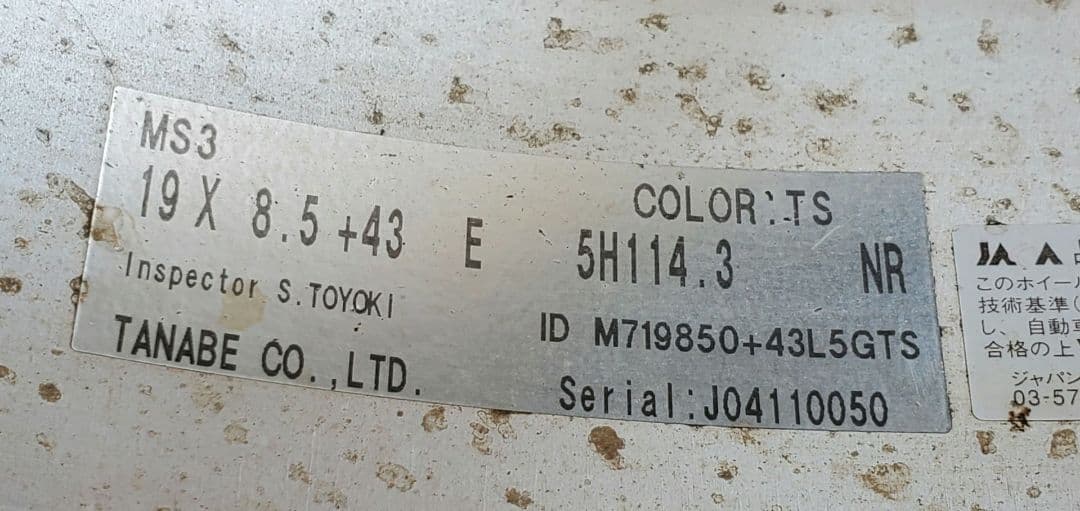 MS3
19 X 8.5 +43 E
Inspector S.TOYOKI
TANABE CO.,LTD.
COLOR:TS
5H114.3 NR
ID M719850+43L5GTS
Serial:J04110050
このホイール
技術基準(
し、自動車
合格の上
ジャパン
03-57